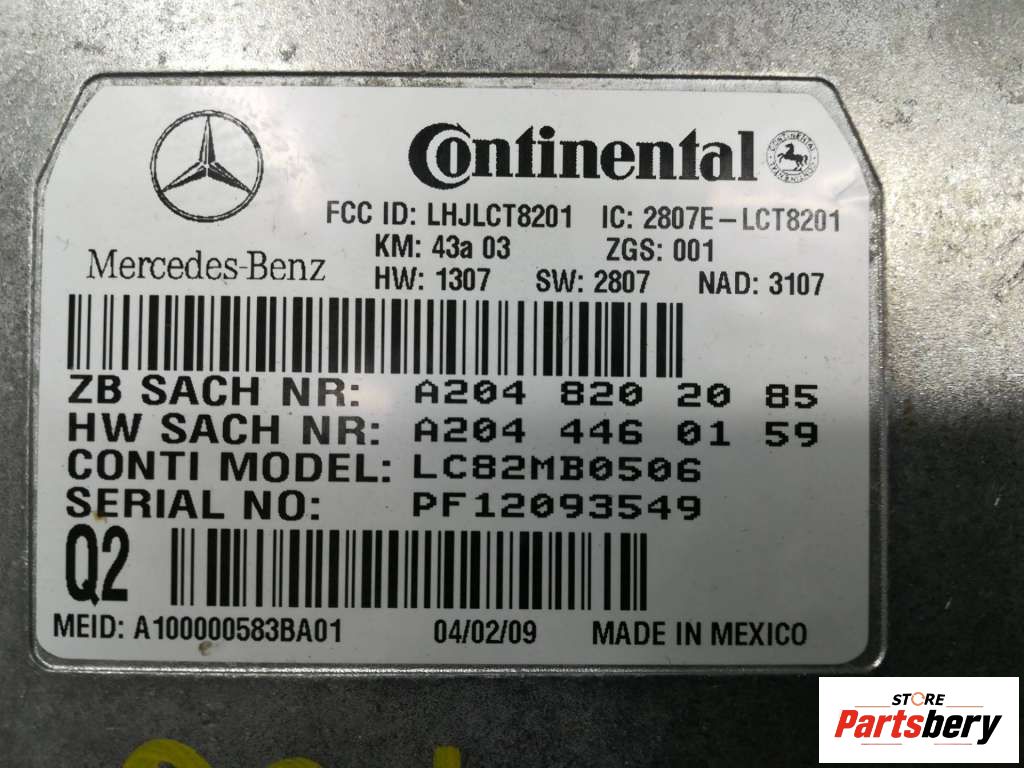 Continental
CONTINENTAL CONTINENTAL
Mercedes-Benz
FCC ID: LHJLCT8201 IC: 2807E-LCT8201
KM: 43a 03 ZGS: 001
HW: 1307 SW: 2807 NAD: 3107
ZB SACH NR: A204 820 20 85
HW SACH NR: A204 446 01 59
CONTI MODEL: LC82MB0506
SERIAL NO: PF12093549
Q2
MEID: A100000583BA01 04/02/09 MADE IN MEXICO
STORE
Partsbery